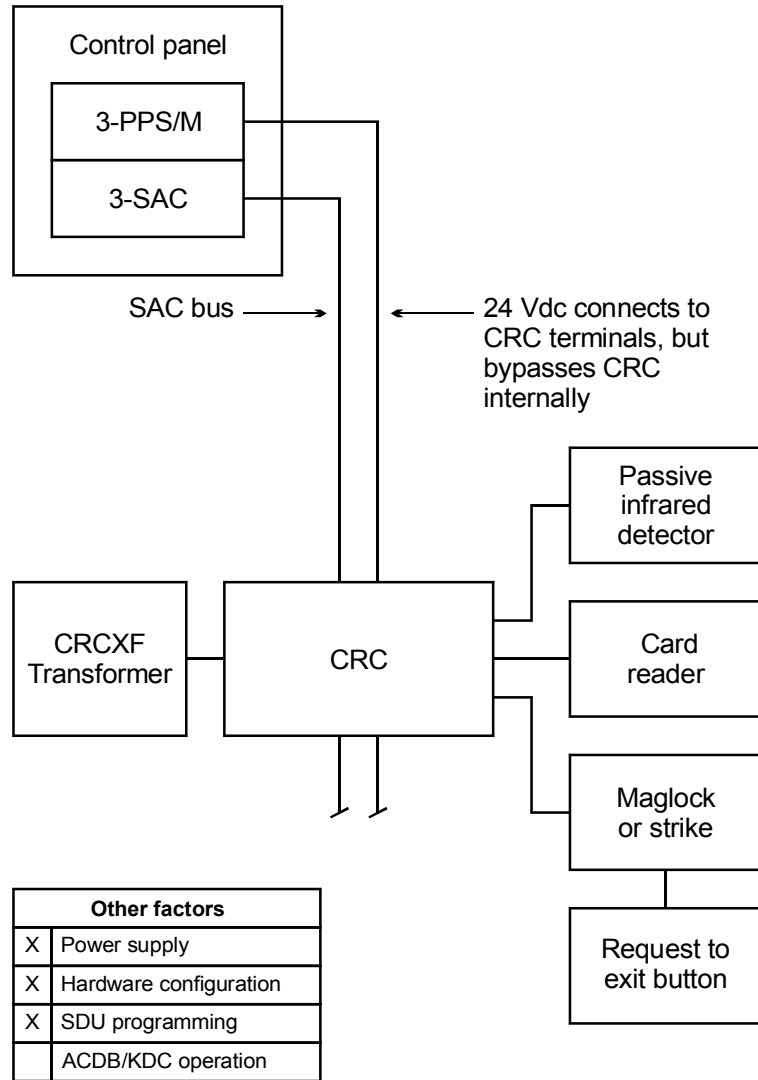 Control panel
3-PPS/M
3-SAC
SAC bus
24 Vdc connects to
CRC terminals, but
bypasses CRC
internally
Passive
infrared
detector
CRCXF
Transformer
CRC
Card
reader
Maglock
or strike
Request to
exit button
Other factors
X Power supply
X Hardware configuration
X SDU programming
ACDB/KDC operation